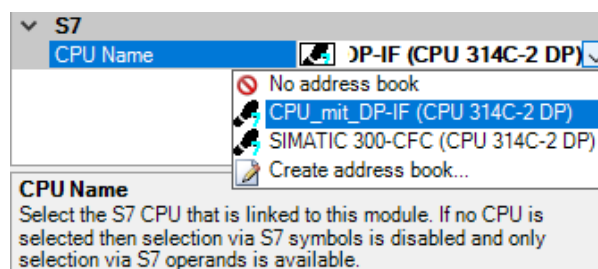 S7
CPU Name DP-IF (CPU 314C-2 DP)
No address book
CPU_mit_DP-IF (CPU 314C-2 DP)
SIMATIC 300-CFC (CPU 314C-2 DP)
Create address book...
CPU Name
Select the S7 CPU that is linked to this module. If no CPU is
selected then selection via S7 symbols is disabled and only
selection via S7 operands is available.